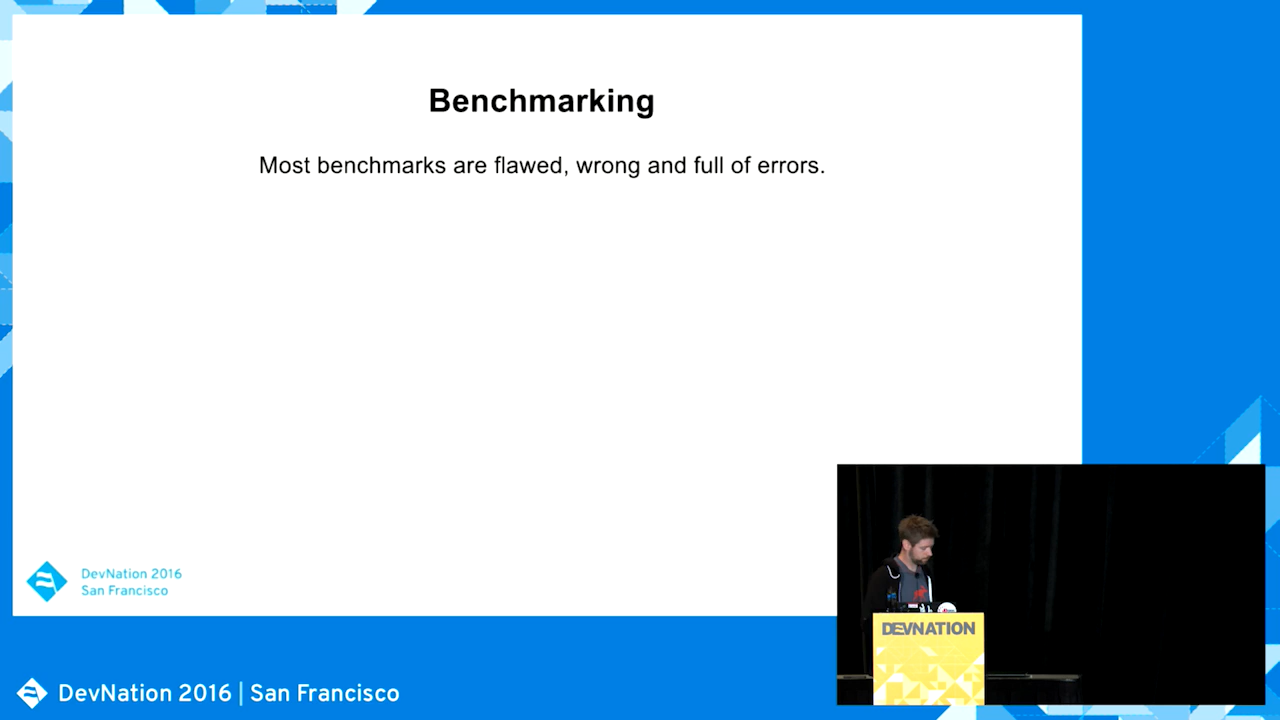 Benchmarking
Most benchmarks are flawed, wrong and full of errors.
DevNation 2016
San Francisco
DEVNATION
DevNation 2016 | San Francisco